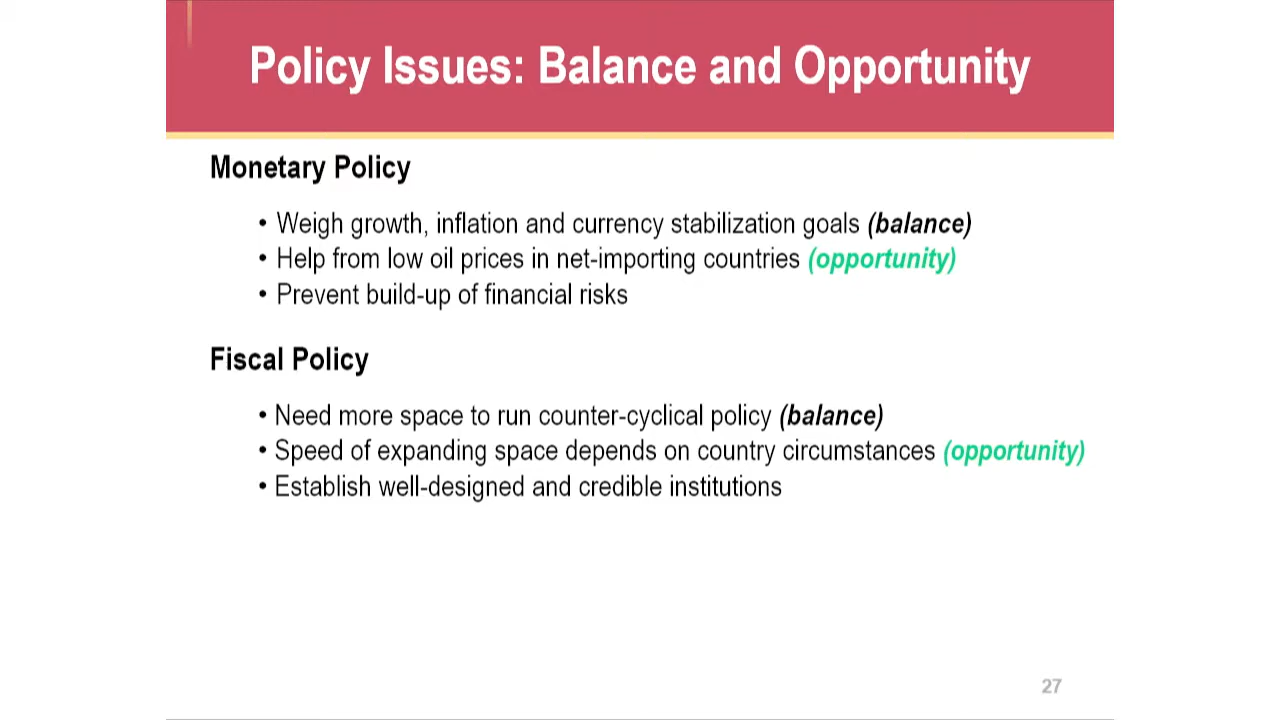 Policy Issues: Balance and Opportunity
Monetary Policy
• Weigh growth, inflation and currency stabilization goals (balance)
• Help from low oil prices in net-importing countries (opportunity)
• Prevent build-up of financial risks
Fiscal Policy
• Need more space to run counter-cyclical policy (balance)
• Speed of expanding space depends on country circumstances (opportunity)
• Establish well-designed and credible institutions
27